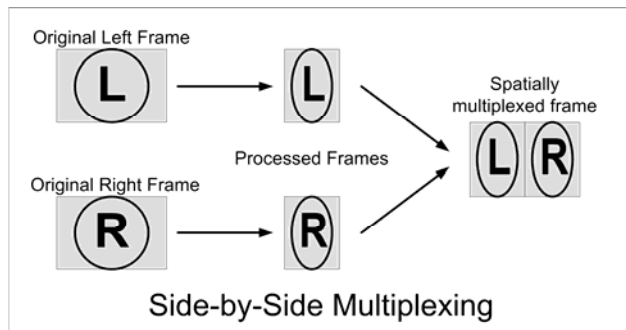 Original Left Frame
L
L
Spatially
multiplexed frame
L R
Processed Frames
Original Right Frame
R
R
Side-by-Side Multiplexing